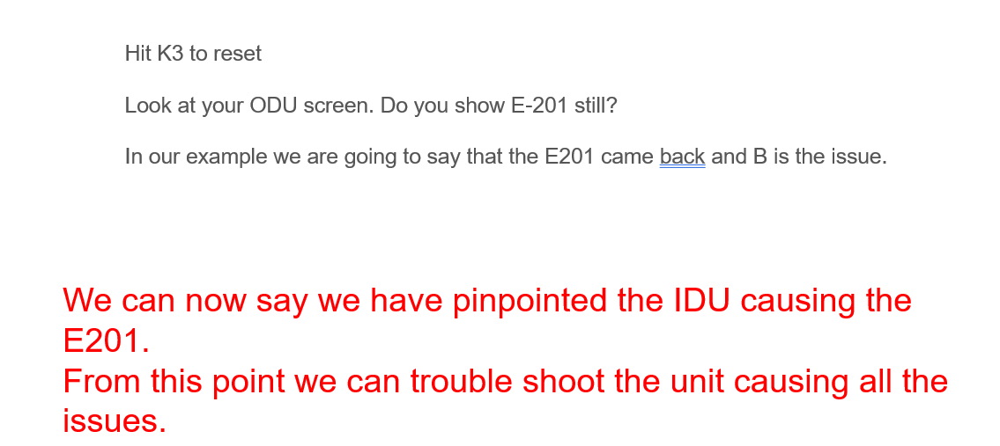 Hit K3 to reset
Look at your ODU screen. Do you show E-201 still?
In our example we are going to say that the E201 came back and B is the issue.
We can now say we have pinpointed the IDU causing the
E201.
From this point we can trouble shoot the unit causing all the
issues.